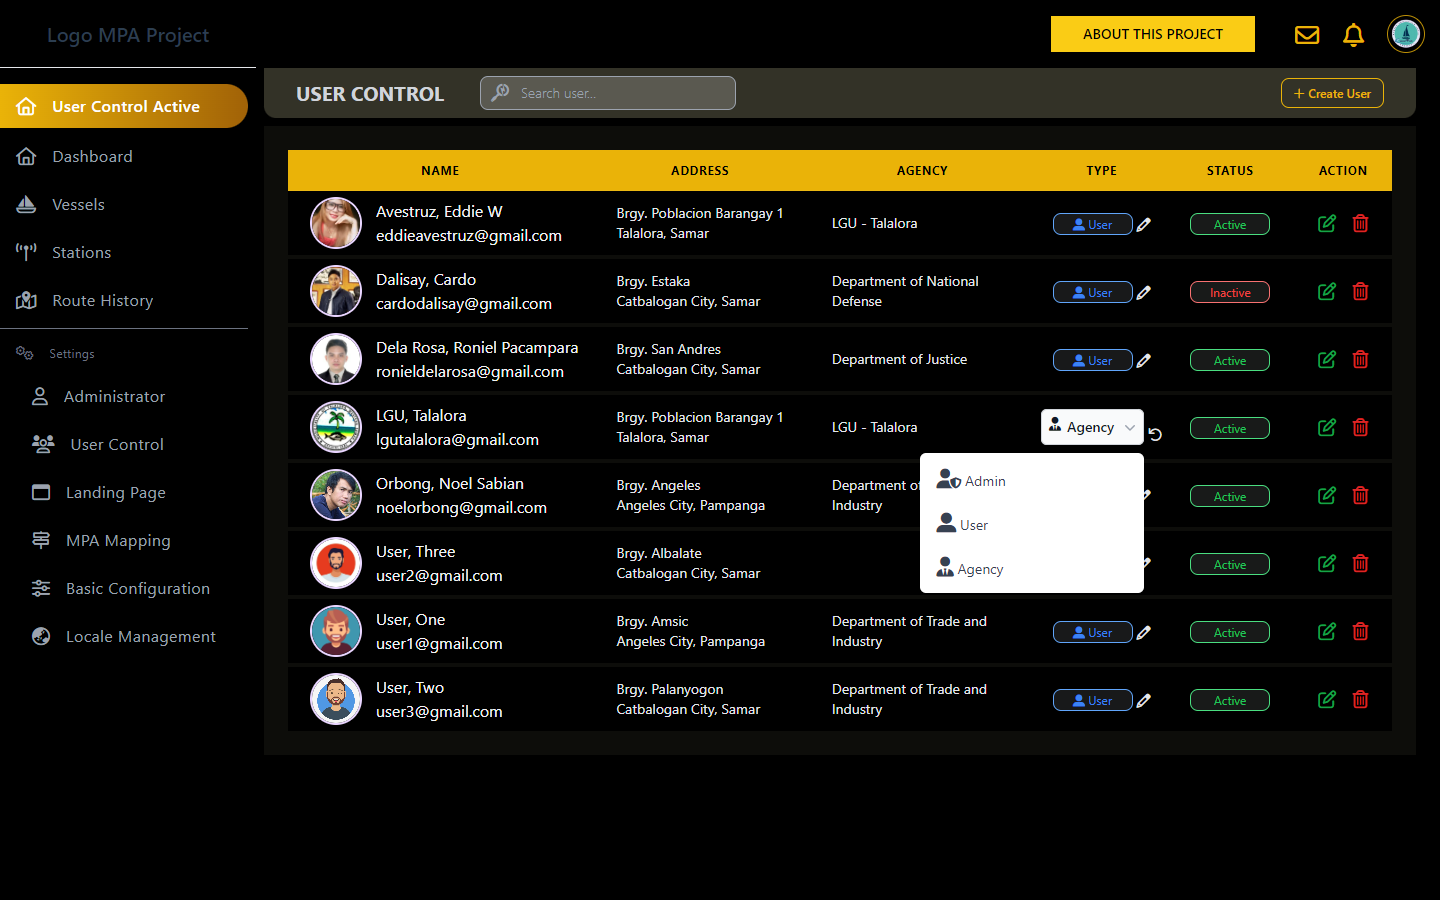 Logo MPA Project
ABOUT THIS PROJECT
User Control Active
Dashboard
Vessels
Stations
Route History
Settings
Administrator
User Control
Landing Page
MPA Mapping
Basic Configuration
Locale Management
USER CONTROL
Search user...
+ Create User
NAME ADDRESS AGENCY TYPE STATUS ACTION
Avestruz, Eddie W
eddieavestruz@gmail.com
Brgy. Poblacion Barangay 1
Talalora, Samar
LGU - Talalora
User
Active
Dalisay, Cardo
cardodalisay@gmail.com
Brgy. Estaka
Catbalogan City, Samar
Department of National
Defense
User
Inactive
Dela Rosa, Roniel Pacampara
ronieldelarosa@gmail.com
Brgy. San Andres
Catbalogan City, Samar
Department of Justice
User
Active
LGU, Talalora
lgutalalora@gmail.com
Brgy. Poblacion Barangay 1
Talalora, Samar
LGU - Talalora
Agency
Active
Admin
User
Agency
Orbong, Noel Sabian
noelorbong@gmail.com
Brgy. Angeles
Angeles City, Pampanga
Department
Industry
Active
User, Three
user2@gmail.com
Brgy. Albalate
Catbalogan City, Samar
Active
User, One
user1@gmail.com
Brgy. Amsic
Angeles City, Pampanga
Department of Trade and
Industry
User
Active
User, Two
user3@gmail.com
Brgy. Palanyogon
Catbalogan City, Samar
Department of Trade and
Industry
User
Active